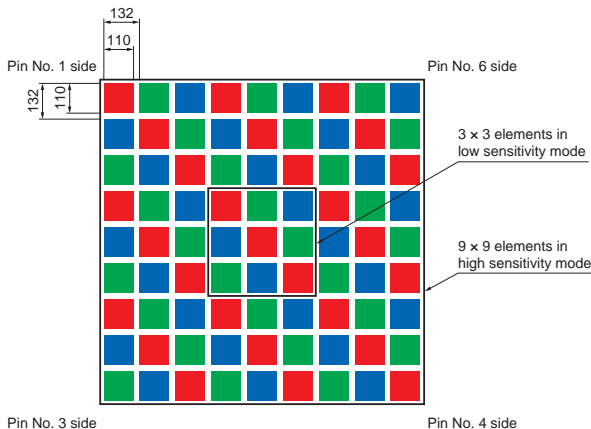 132
110
Pin No. 1 side
Pin No. 6 side
132
110
3 × 3 elements in
low sensitivity mode
9 × 9 elements in
high sensitivity mode
Pin No. 3 side
Pin No. 4 side